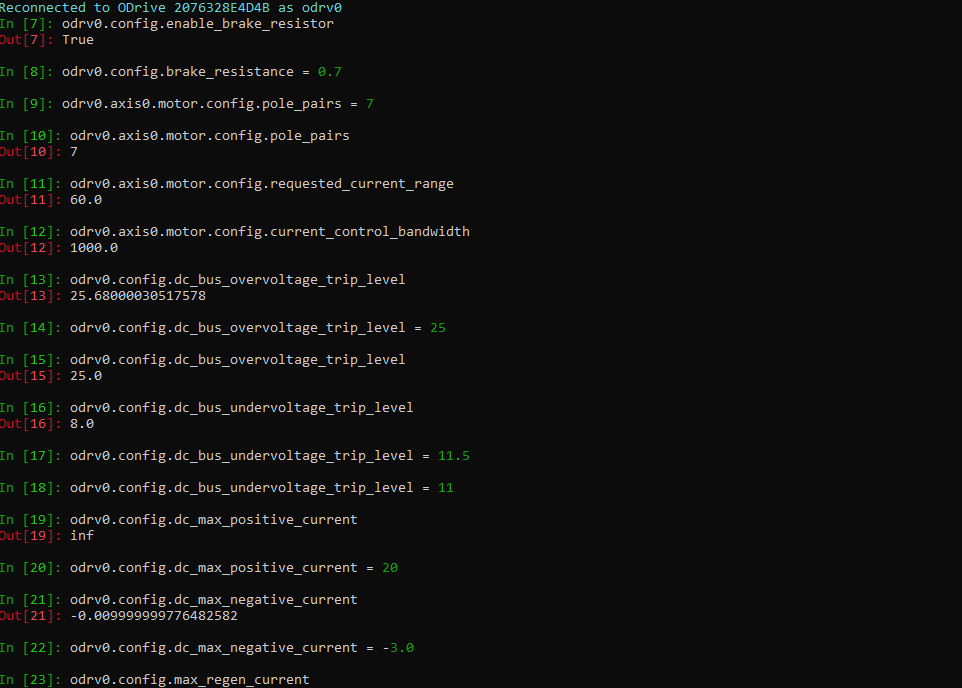 Reconnected to ODrive 2076328E4D4B as odrv0
In [7]: odrv0.config.enable_brake_resistor
Out[7]: True
In [8]: odrv0.config.brake_resistance = 0.7
In [9]: odrv0.axis0.motor.config.pole_pairs = 7
In [10]: odrv0.axis0.motor.config.pole_pairs
Out[10]: 7
In [11]: odrv0.axis0.motor.config.requested_current_range
Out[11]: 60.0
In [12]: odrv0.axis0.motor.config.current_control_bandwidth
Out[12]: 1000.0
In [13]: odrv0.config.dc_bus_overvoltage_trip_level
Out[13]: 25.68000030517578
In [14]: odrv0.config.dc_bus_overvoltage_trip_level = 25
In [15]: odrv0.config.dc_bus_overvoltage_trip_level
Out[15]: 25.0
In [16]: odrv0.config.dc_bus_undervoltage_trip_level
Out[16]: 8.0
In [17]: odrv0.config.dc_bus_undervoltage_trip_level = 11.5
In [18]: odrv0.config.dc_bus_undervoltage_trip_level = 11
In [19]: odrv0.config.dc_max_positive_current
Out[19]: inf
In [20]: odrv0.config.dc_max_positive_current = 20
In [21]: odrv0.config.dc_max_negative_current
Out[21]: -0.009999999776482582
In [22]: odrv0.config.dc_max_negative_current = -3.0
In [23]: odrv0.config.max_regen_current